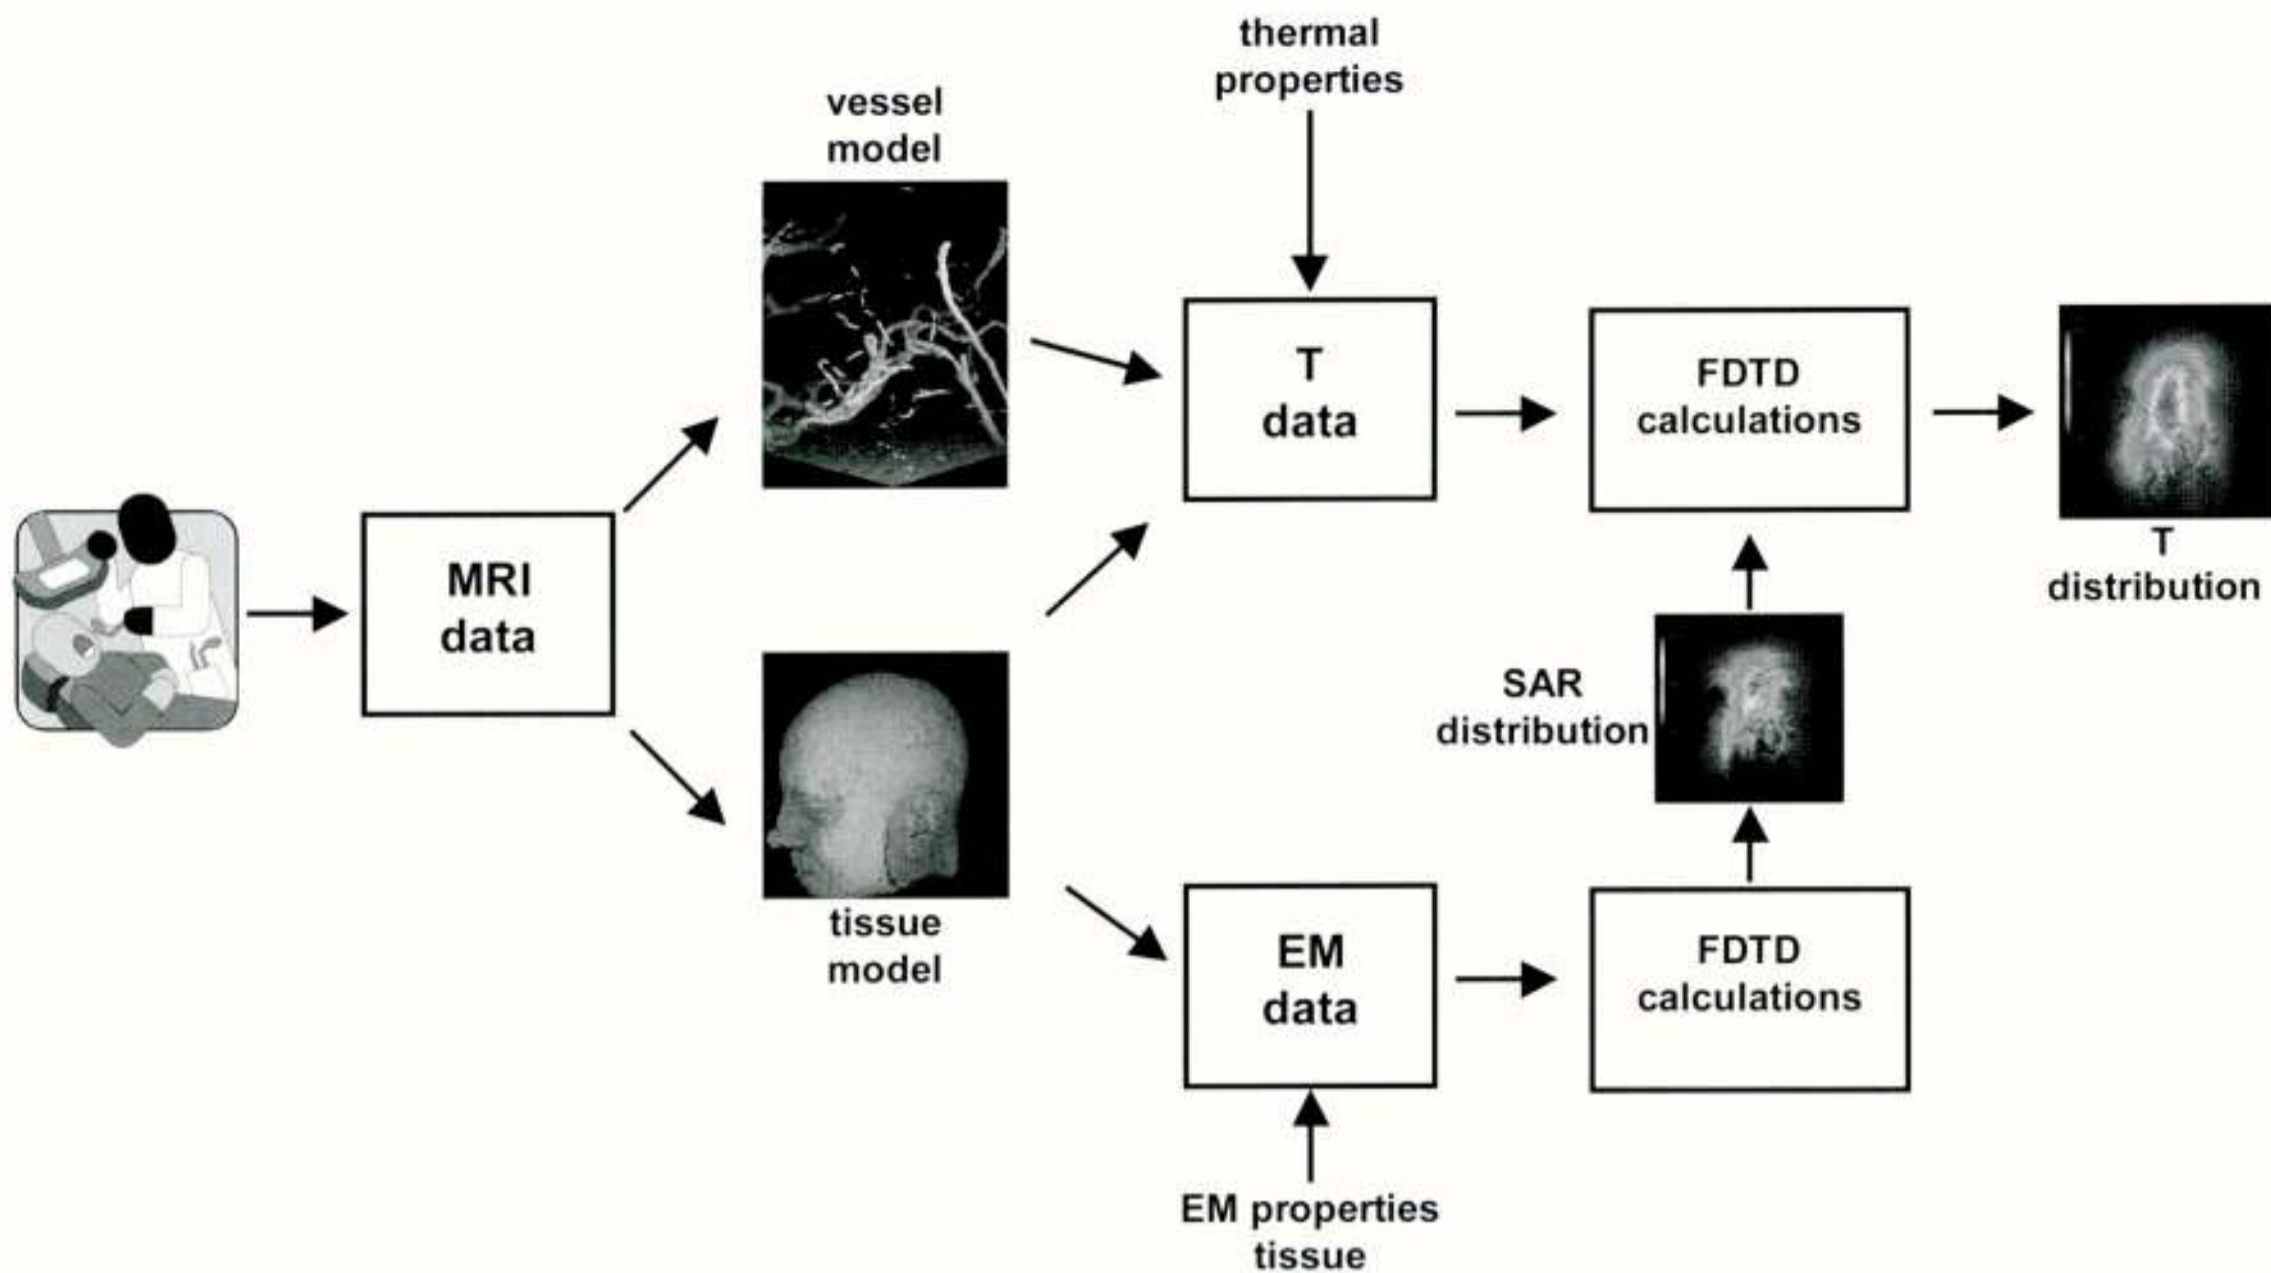 thermal
properties
vessel
model
T
data
FDTD
calculations
T
distribution
MRI
data
SAR
distribution
tissue
model
EM
data
FDTD
calculations
EM properties
tissue